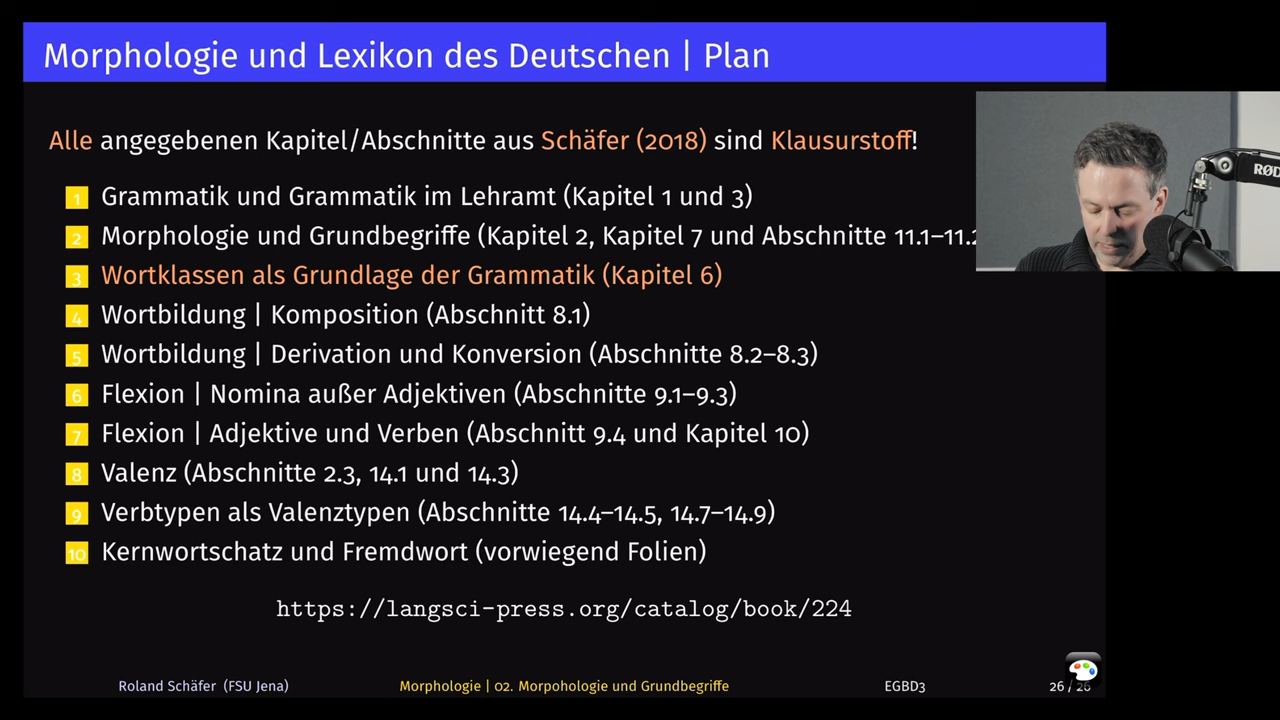 Morphologie und Lexikon des Deutschen | Plan
Alle angegebenen Kapitel/Abschnitte aus Schäfer (2018) sind Klausurstoff!
1 Grammatik und Grammatik im Lehramt (Kapitel 1 und 3)
2 Morphologie und Grundbegriffe (Kapitel 2, Kapitel 7 und Abschnitte 11.1–11.2
3 Wortklassen als Grundlage der Grammatik (Kapitel 6)
4 Wortbildung | Komposition (Abschnitt 8.1)
5 Wortbildung | Derivation und Konversion (Abschnitte 8.2–8.3)
6 Flexion | Nomina außer Adjektiven (Abschnitte 9.1–9.3)
7 Flexion | Adjektive und Verben (Abschnitt 9.4 und Kapitel 10)
8 Valenz (Abschnitte 2.3, 14.1 und 14.3)
9 Verbtypen als Valenztypen (Abschnitte 14.4–14.5, 14.7–14.9)
10 Kernwortschatz und Fremdwort (vorwiegend Folien)
https://langsci-press.org/catalog/book/224
Roland Schäfer (FSU Jena) Morphologie | 02. Morpohologie und Grundbegriffe EGBD3 26 / 26
RØD